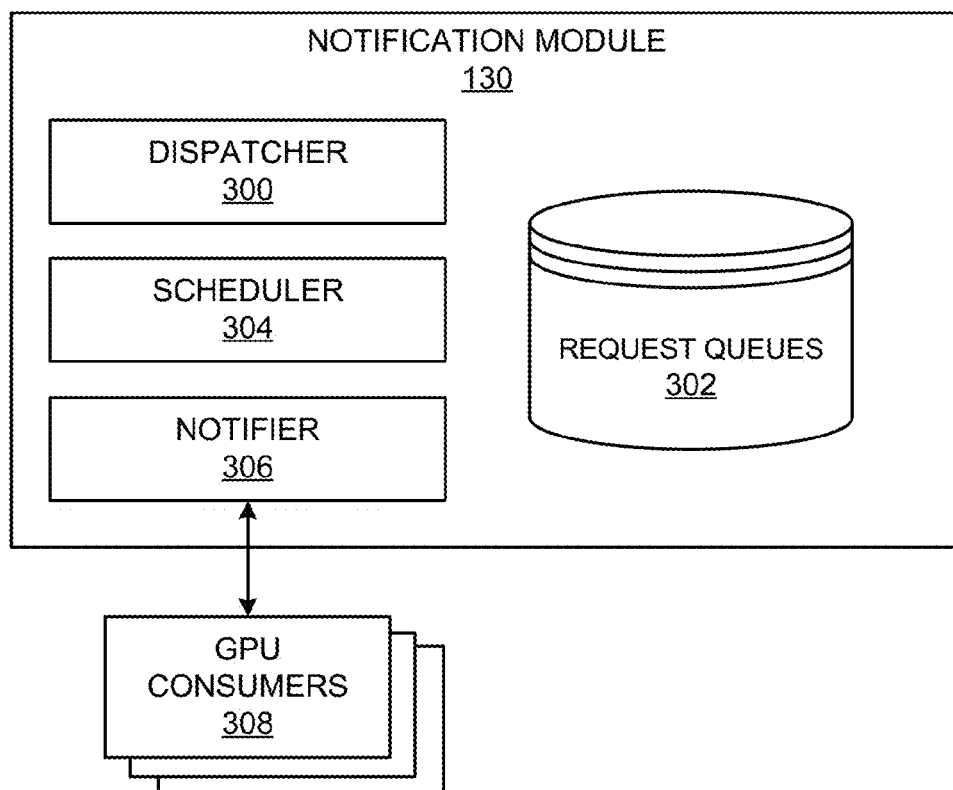 NOTIFICATION MODULE
130
DISPATCHER
300
SCHEDULER
304
NOTIFIER
306
REQUEST QUEUES
302
GPU
CONSUMERS
308